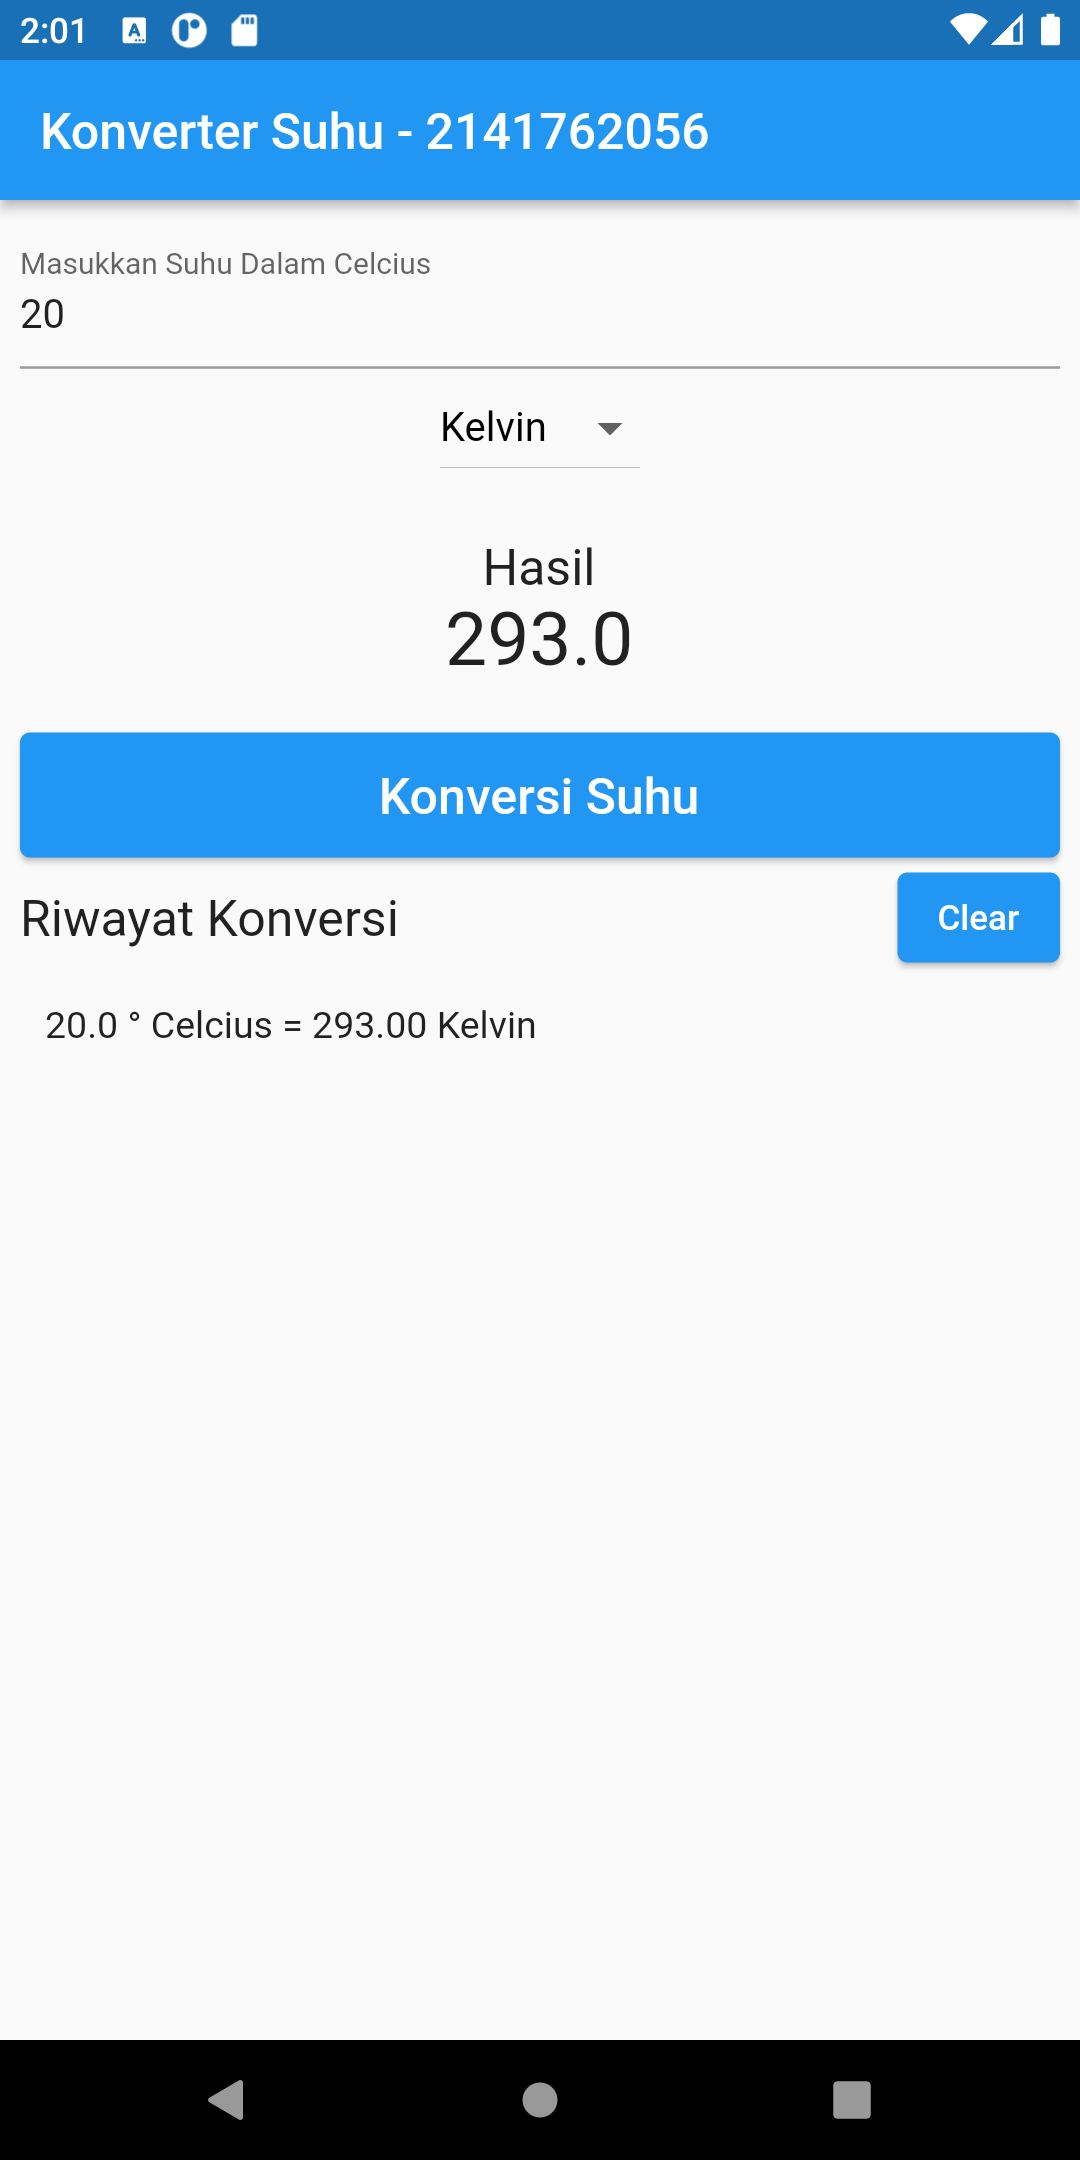 2:01
Konverter Suhu - 2141762056
Masukkan Suhu Dalam Celcius
20
Kelvin
Hasil
293.0
Konversi Suhu
Riwayat Konversi
Clear
20.0 ° Celcius = 293.00 Kelvin